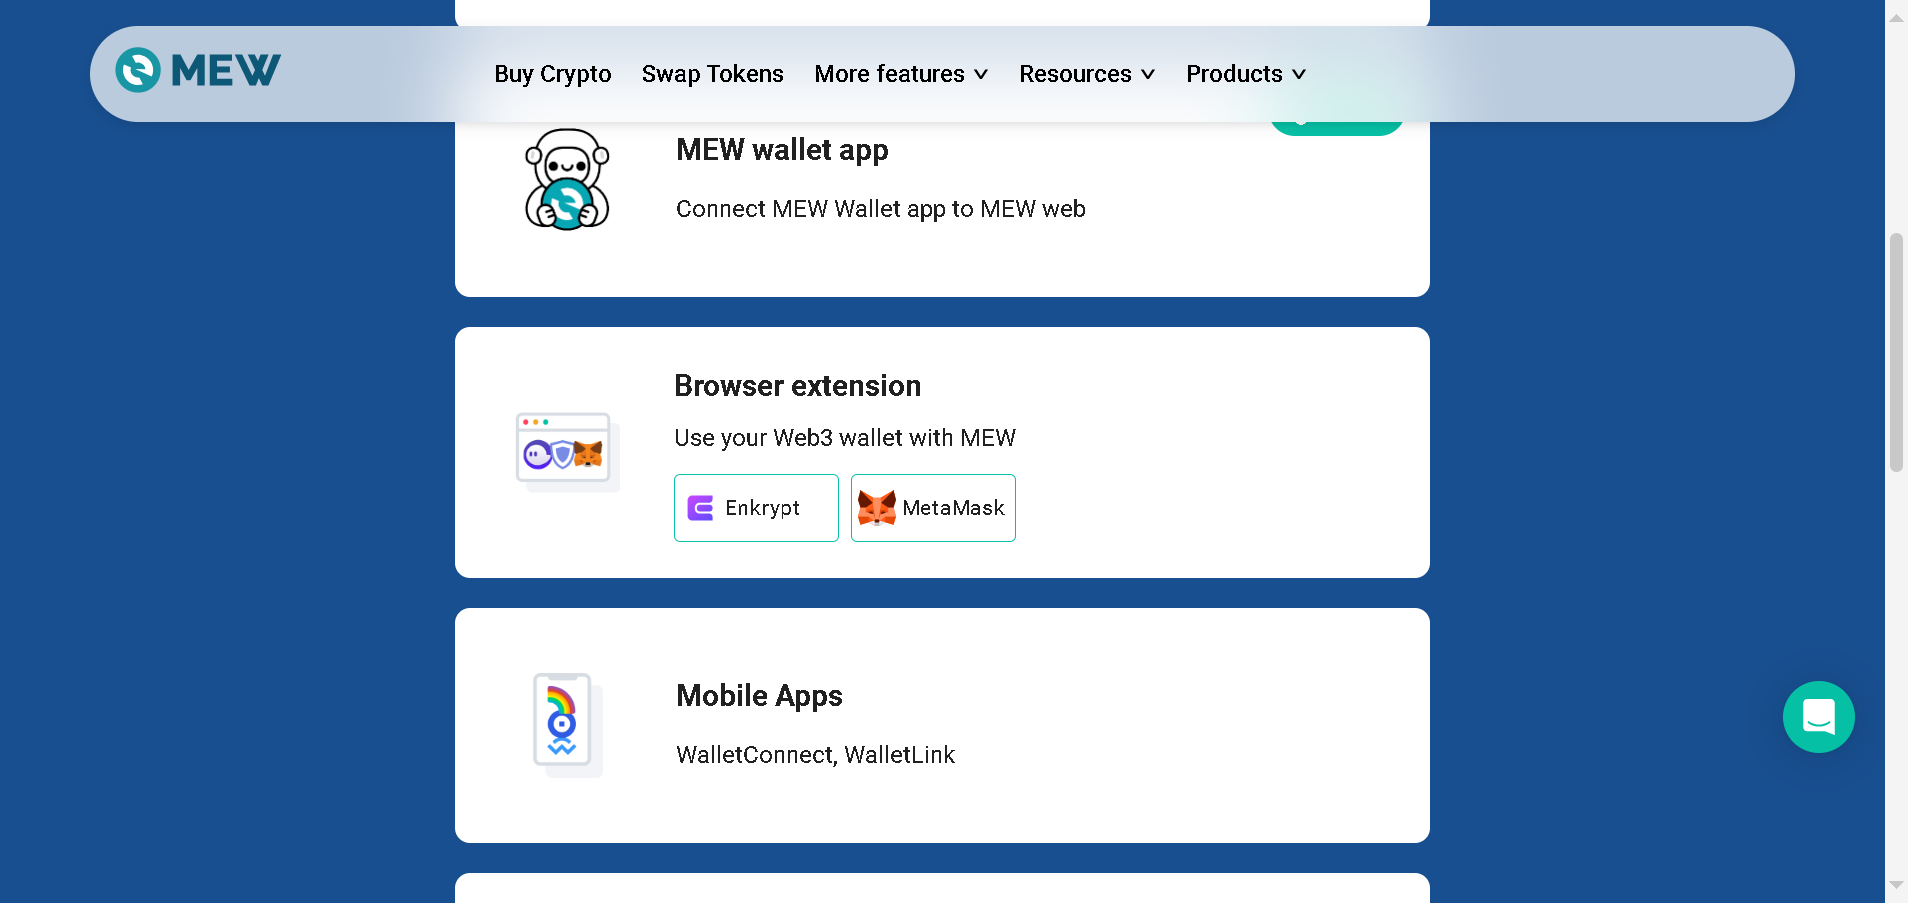 MEW
Buy Crypto
Swap Tokens
More features
Resources
Products
MEW wallet app
Connect MEW Wallet app to MEW web
Browser extension
Use your Web3 wallet with MEW
Enkrypt
MetaMask
Mobile Apps
WalletConnect, WalletLink